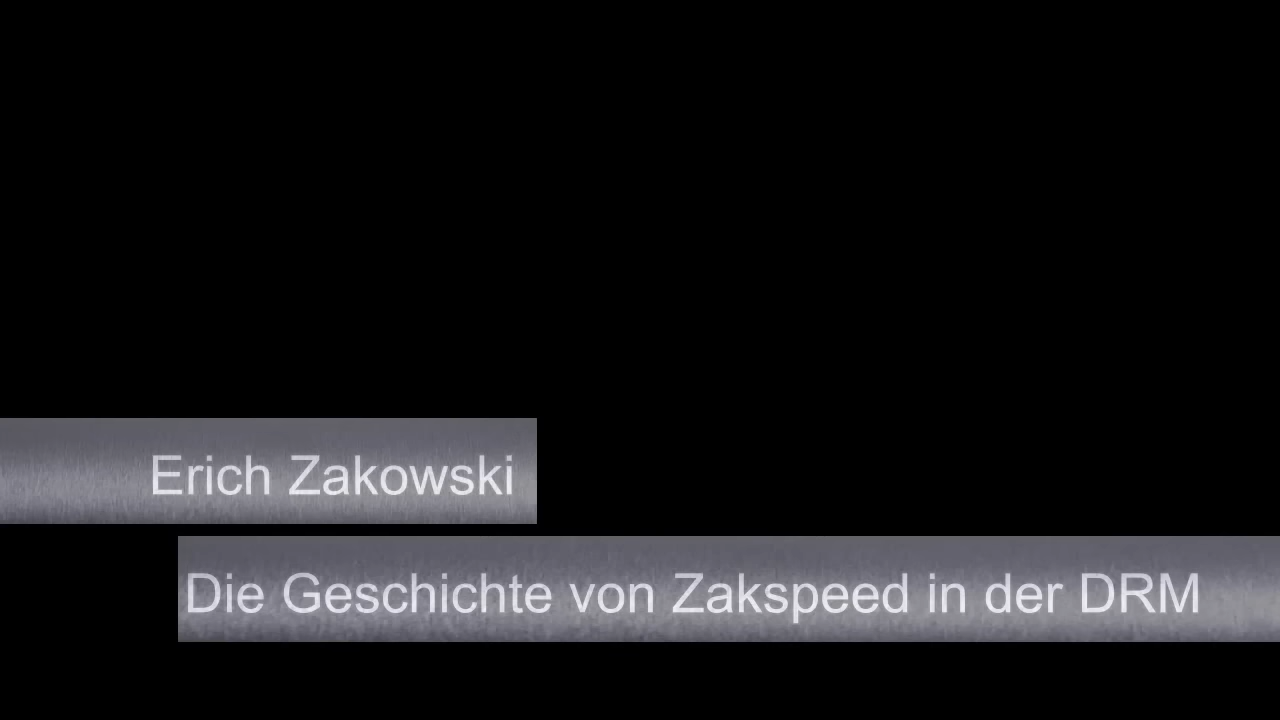 Erich Zakowski
Die Geschichte von Zakspeed in der DRM